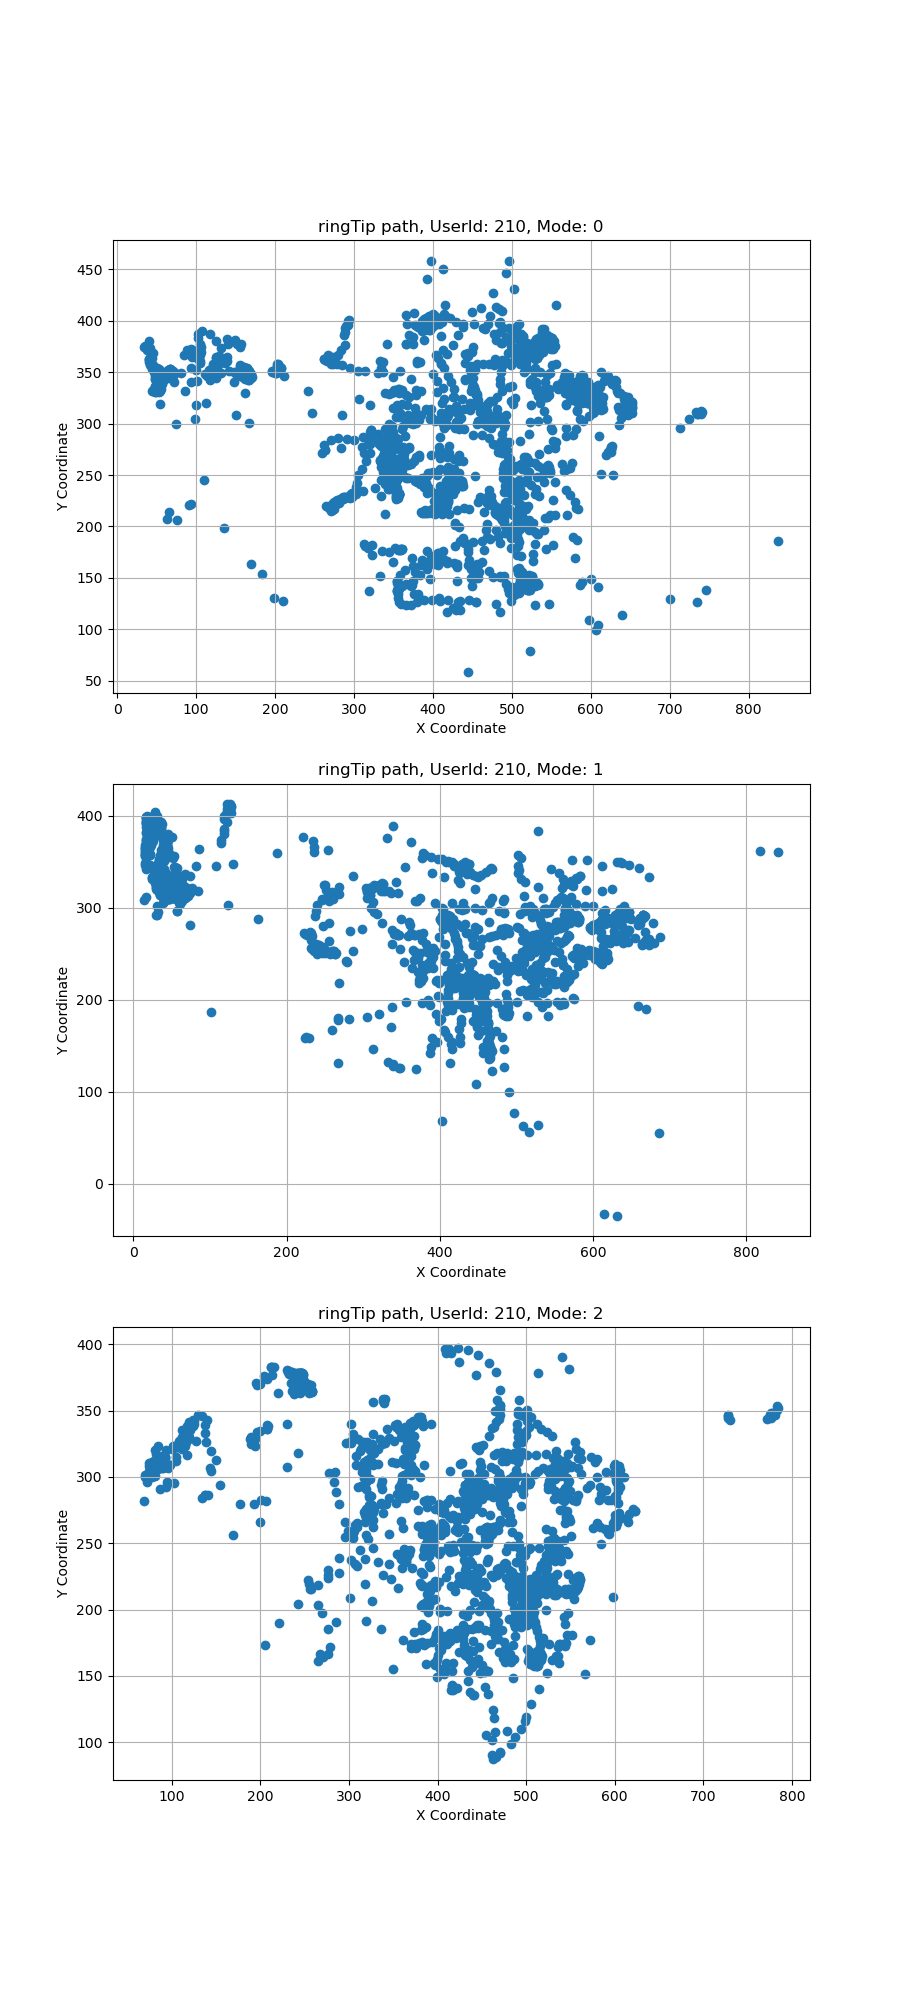 ringTip path, UserId: 210, Mode: 0
450
400
350
300
250
200
150
100
50
Y Coordinate
0 100 200 300 400 500 600 700 800
X Coordinate
ringTip path, UserId: 210, Mode: 1
400
300
200
100
0
Y Coordinate
0 200 400 600 800
X Coordinate
ringTip path, UserId: 210, Mode: 2
400
350
300
250
200
150
100
Y Coordinate
100 200 300 400 500 600 700 800
X Coordinate